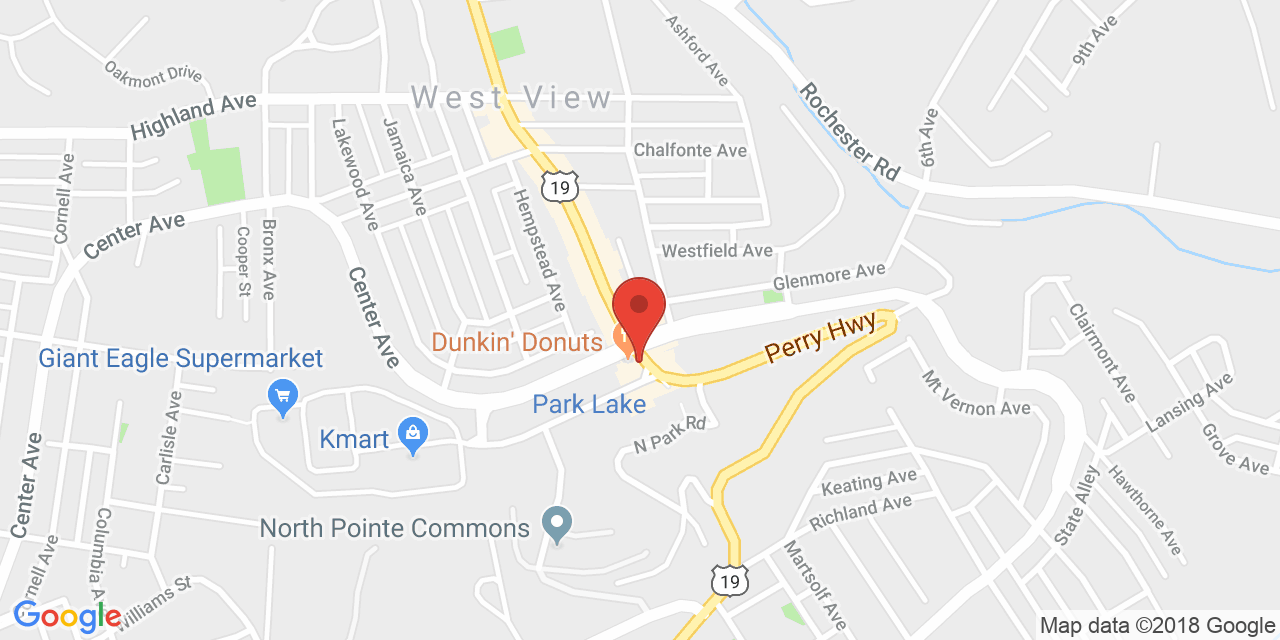 Ashford Ave
9th Ave
Oakmont Drive
Rochester Rd
West View
Highland Ave
Lakewood Ave
Jamaica Ave
Chalfonte Ave
6th Ave
Cornell Ave
19
Hempstead Ave
Center Ave
Cooper St
Bronx Ave
Westfield Ave
Glenmore Ave
Center Ave
Clairmont Ave
Dunkin' Donuts
Perry Hwy
Giant Eagle Supermarket
Park Lake
Mt Vernon Ave
Lansing Ave
Carlisle Ave
Kmart
N Park Rd
Grove Ave
Center Ave
Keating Ave
Richland Ave
Hawthorne Ave
State Alley
Columbia Ave
North Pointe Commons
19
Martsolf Ave
Cornell Ave
Williams St
Google
Map data ©2018 Google